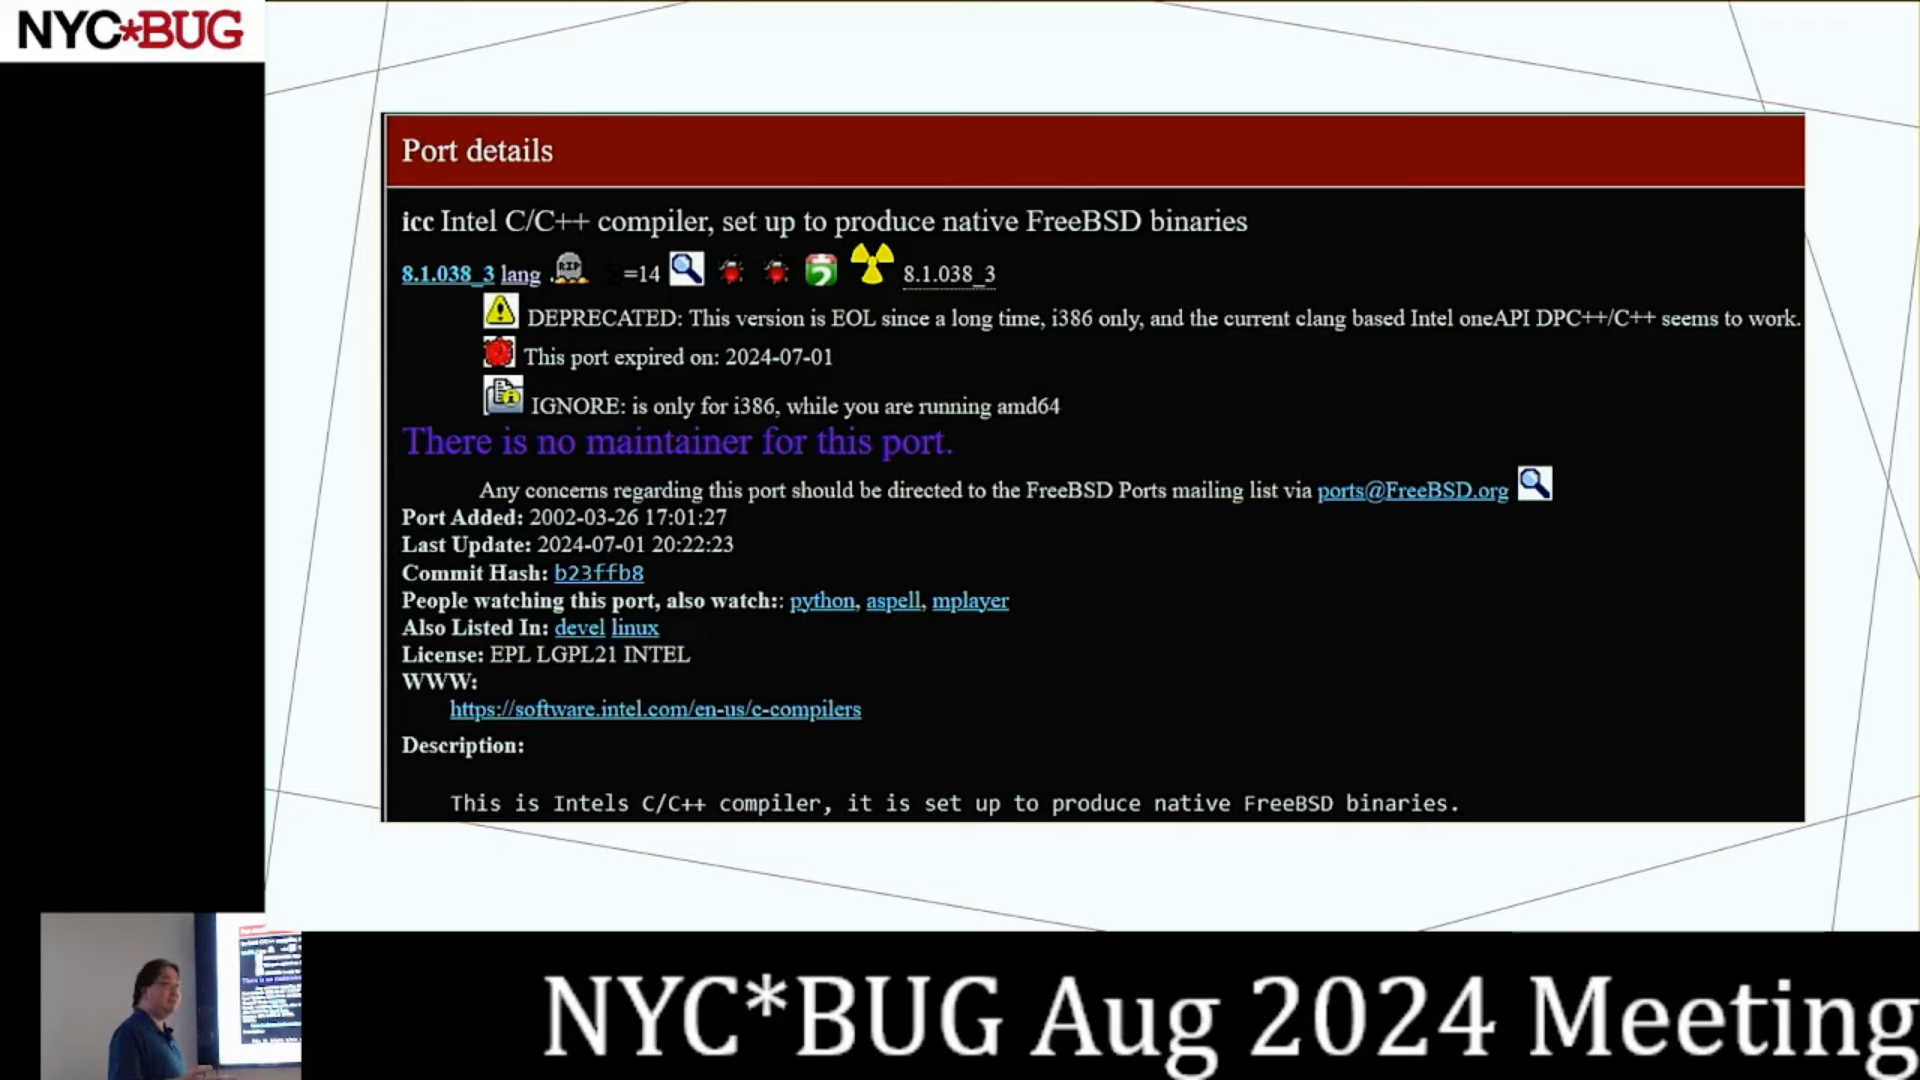 NYC*BUG
Port details
icc Intel C/C++ compiler, set up to produce native FreeBSD binaries
8.1.038_3 lang RIP =14 8.1.038_3
DEPRECATED: This version is EOL since a long time, i386 only, and the current clang based Intel oneAPI DPC++/C++ seems to work.
This port expired on: 2024-07-01
IGNORE: is only for i386, while you are running amd64
There is no maintainer for this port.
Any concerns regarding this port should be directed to the FreeBSD Ports mailing list via ports@FreeBSD.org
Port Added: 2002-03-26 17:01:27
Last Update: 2024-07-01 20:22:23
Commit Hash: b23ffb8
People watching this port, also watch:: python, aspell, mplayer
Also Listed In: devel linux
License: EPL LGPL21 INTEL
WWW:
https://software.intel.com/en-us/c-compilers
Description:
This is Intels C/C++ compiler, it is set up to produce native FreeBSD binaries.
NYC*BUG Aug 2024 Meeting